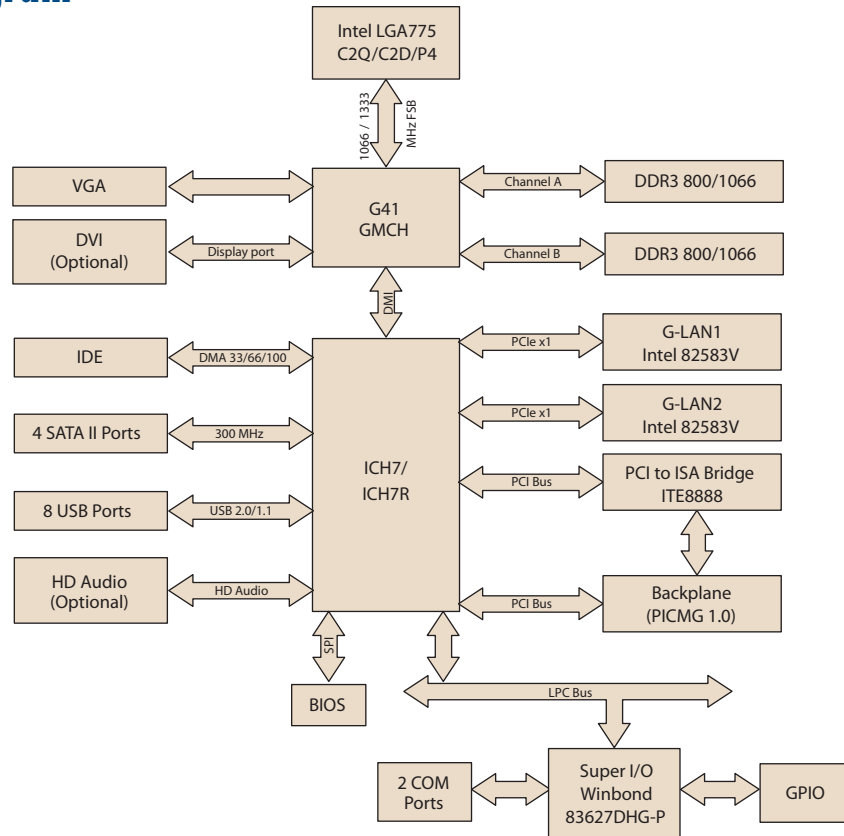 Intel LGA775
C2Q/C2D/P4
1066 / 1333
MHz FSB
VGA
G41
GMCH
Channel A
DDR3 800/1066
DVI
(Optional)
Display port
Channel B
DDR3 800/1066
DMI
IDE
DMA 33/66/100
PCIe x1
G-LAN1
Intel 82583V
4 SATA II Ports
300 MHz
PCIe x1
G-LAN2
Intel 82583V
ICH7/
ICH7R
PCI Bus
PCI to ISA Bridge
ITE8888
8 USB Ports
USB 2.0/1.1
HD Audio
(Optional)
HD Audio
PCI Bus
Backplane
(PICMG 1.0)
SPI
BIOS
LPC Bus
2 COM
Ports
Super I/O
Winbond
83627DHG-P
GPIO